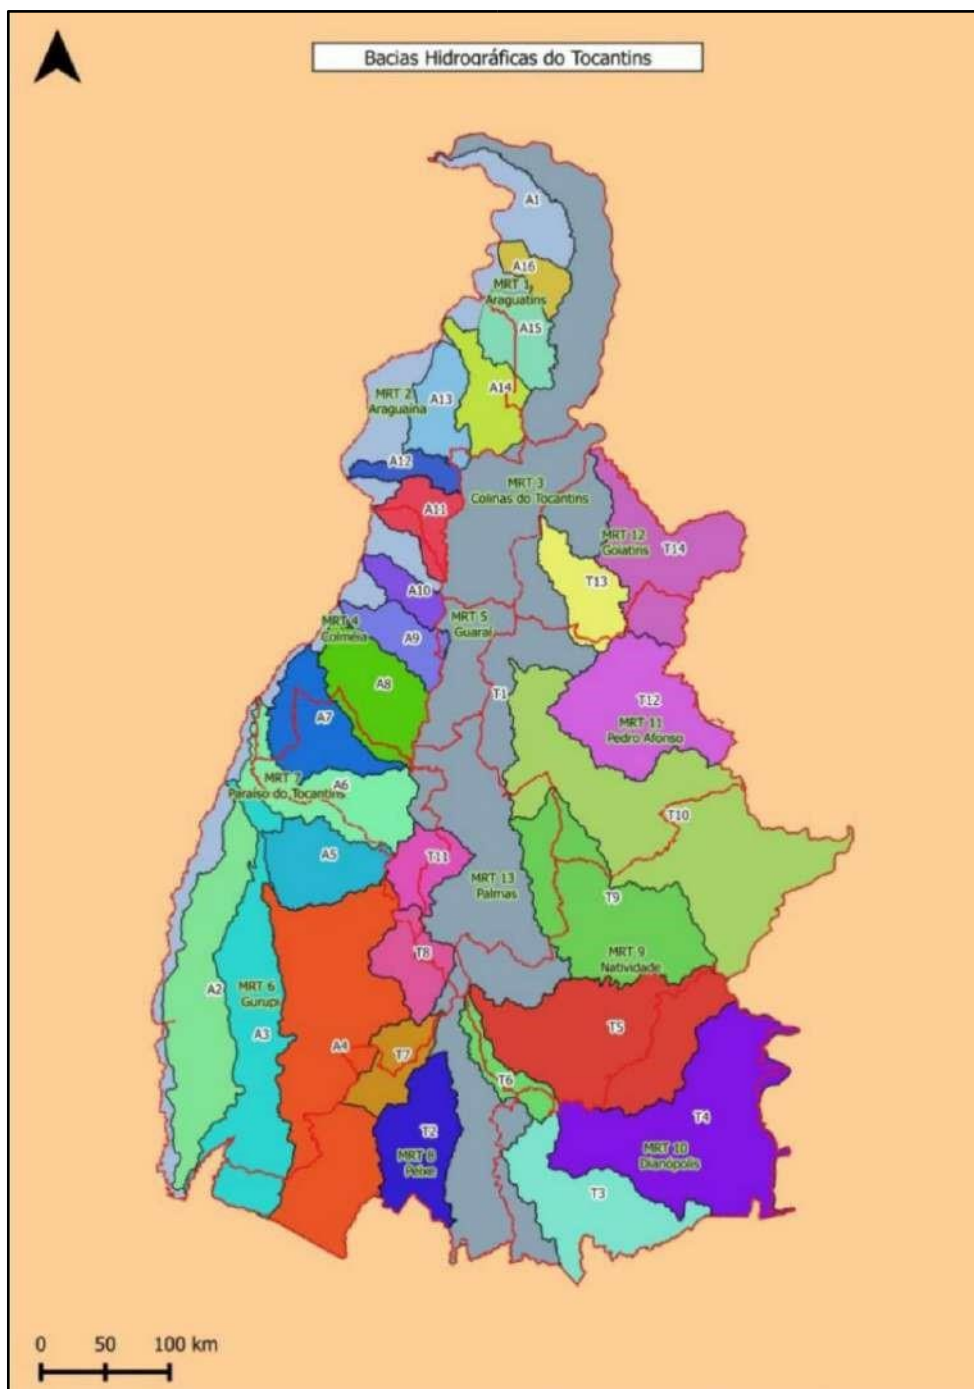 Bacias Hidrográficas do Tocantins
A1
A16
MRT 1
Araguatins
A15
A14
MRT 2
Araguaína
A13
A12
MRT 3
Colinas do Tocantins
A11
MRT 12
Goiatins
T14
T13
A10
MRT 4
Colméia
A9
MRT 5
Guaraí
A8
T1
T12
A7
MRT 11
Pedro Afonso
MRT 7
Paraíso do Tocantins
A6
T10
A5
T11
MRT 13
Palmas
T9
T8
MRT 9
Natividade
A2
MRT 6
Gurupi
A3
T5
A4
T7
T6
T2
T4
MRT 8
Peixe
MRT 10
Dianópolis
T3
0 50 100 km